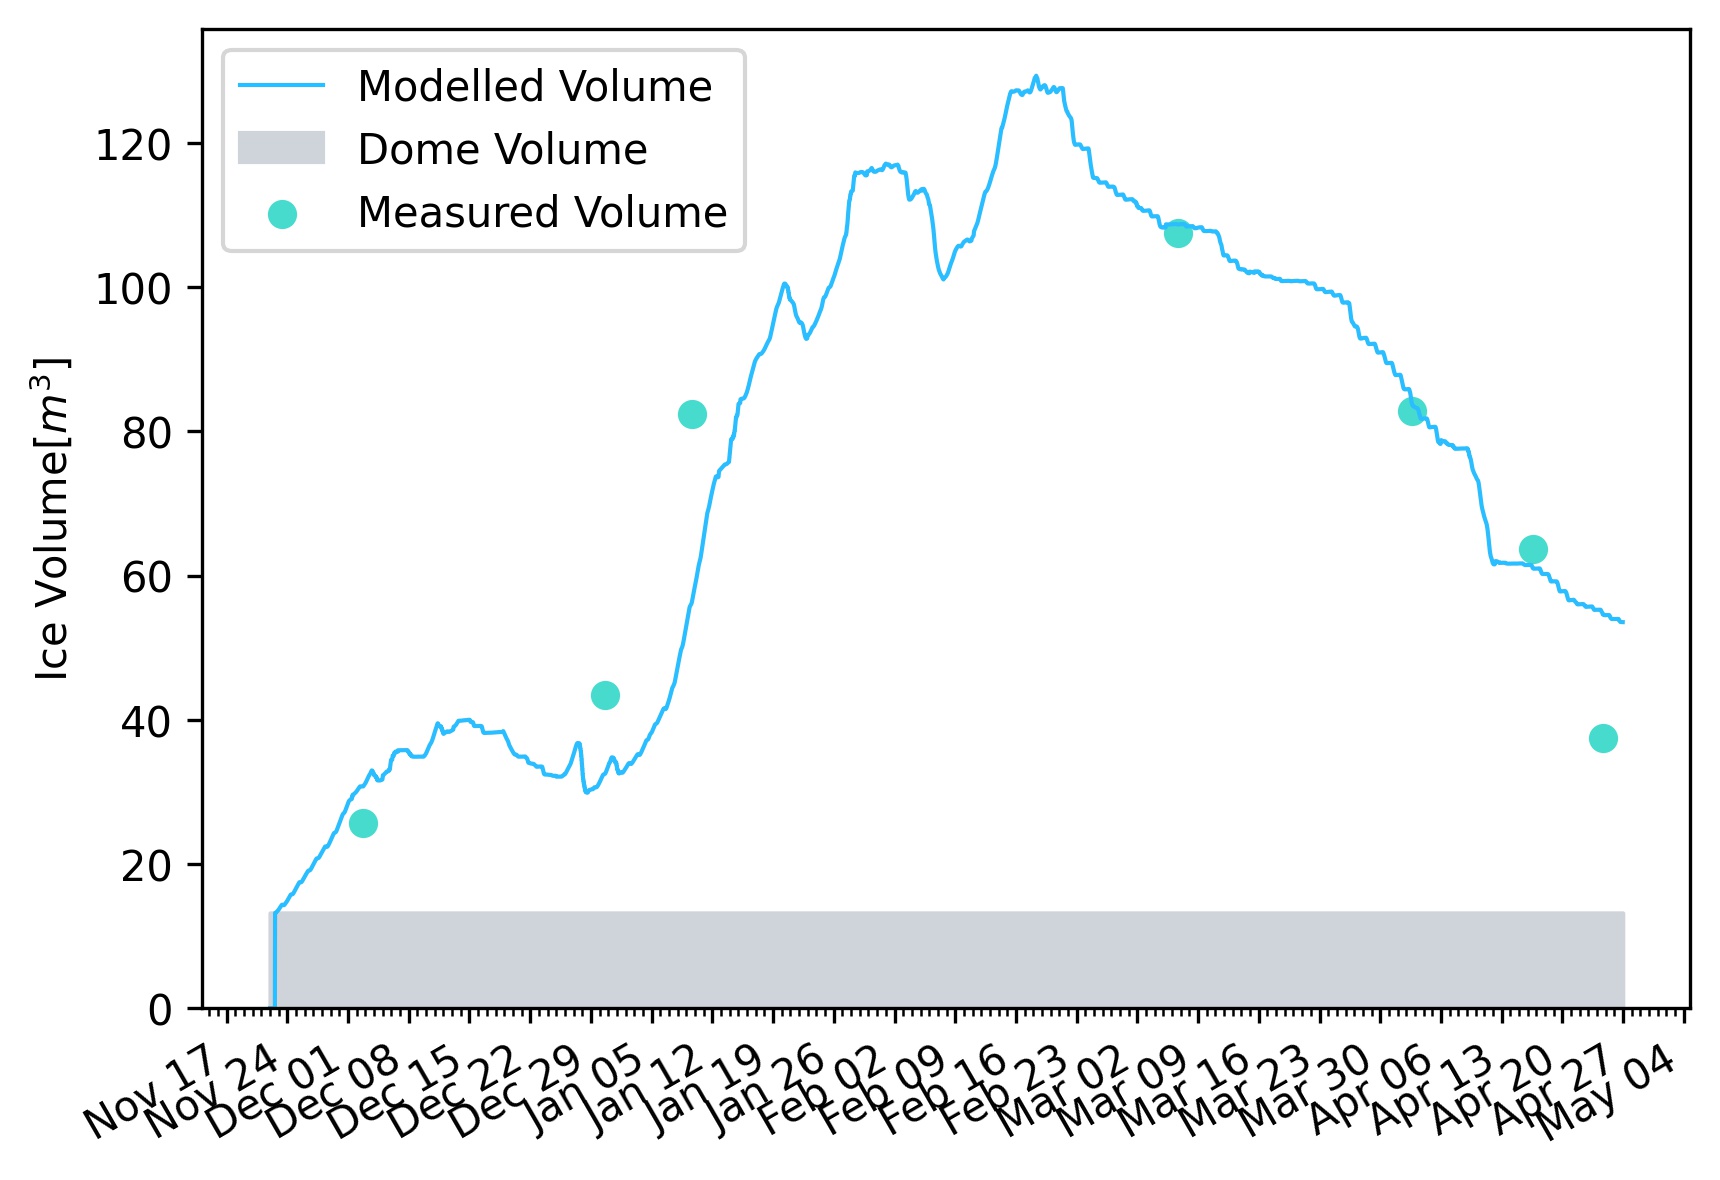 Modelled Volume
Dome Volume
Measured Volume
Ice Volume[m³]
120
100
80
60
40
20
0
Nov 17
Nov 24
Dec 01
Dec 08
Dec 15
Dec 22
Dec 29
Jan 05
Jan 12
Jan 19
Jan 26
Feb 02
Feb 09
Feb 16
Feb 23
Mar 02
Mar 09
Mar 16
Mar 23
Mar 30
Apr 06
Apr 13
Apr 20
Apr 27
May 04